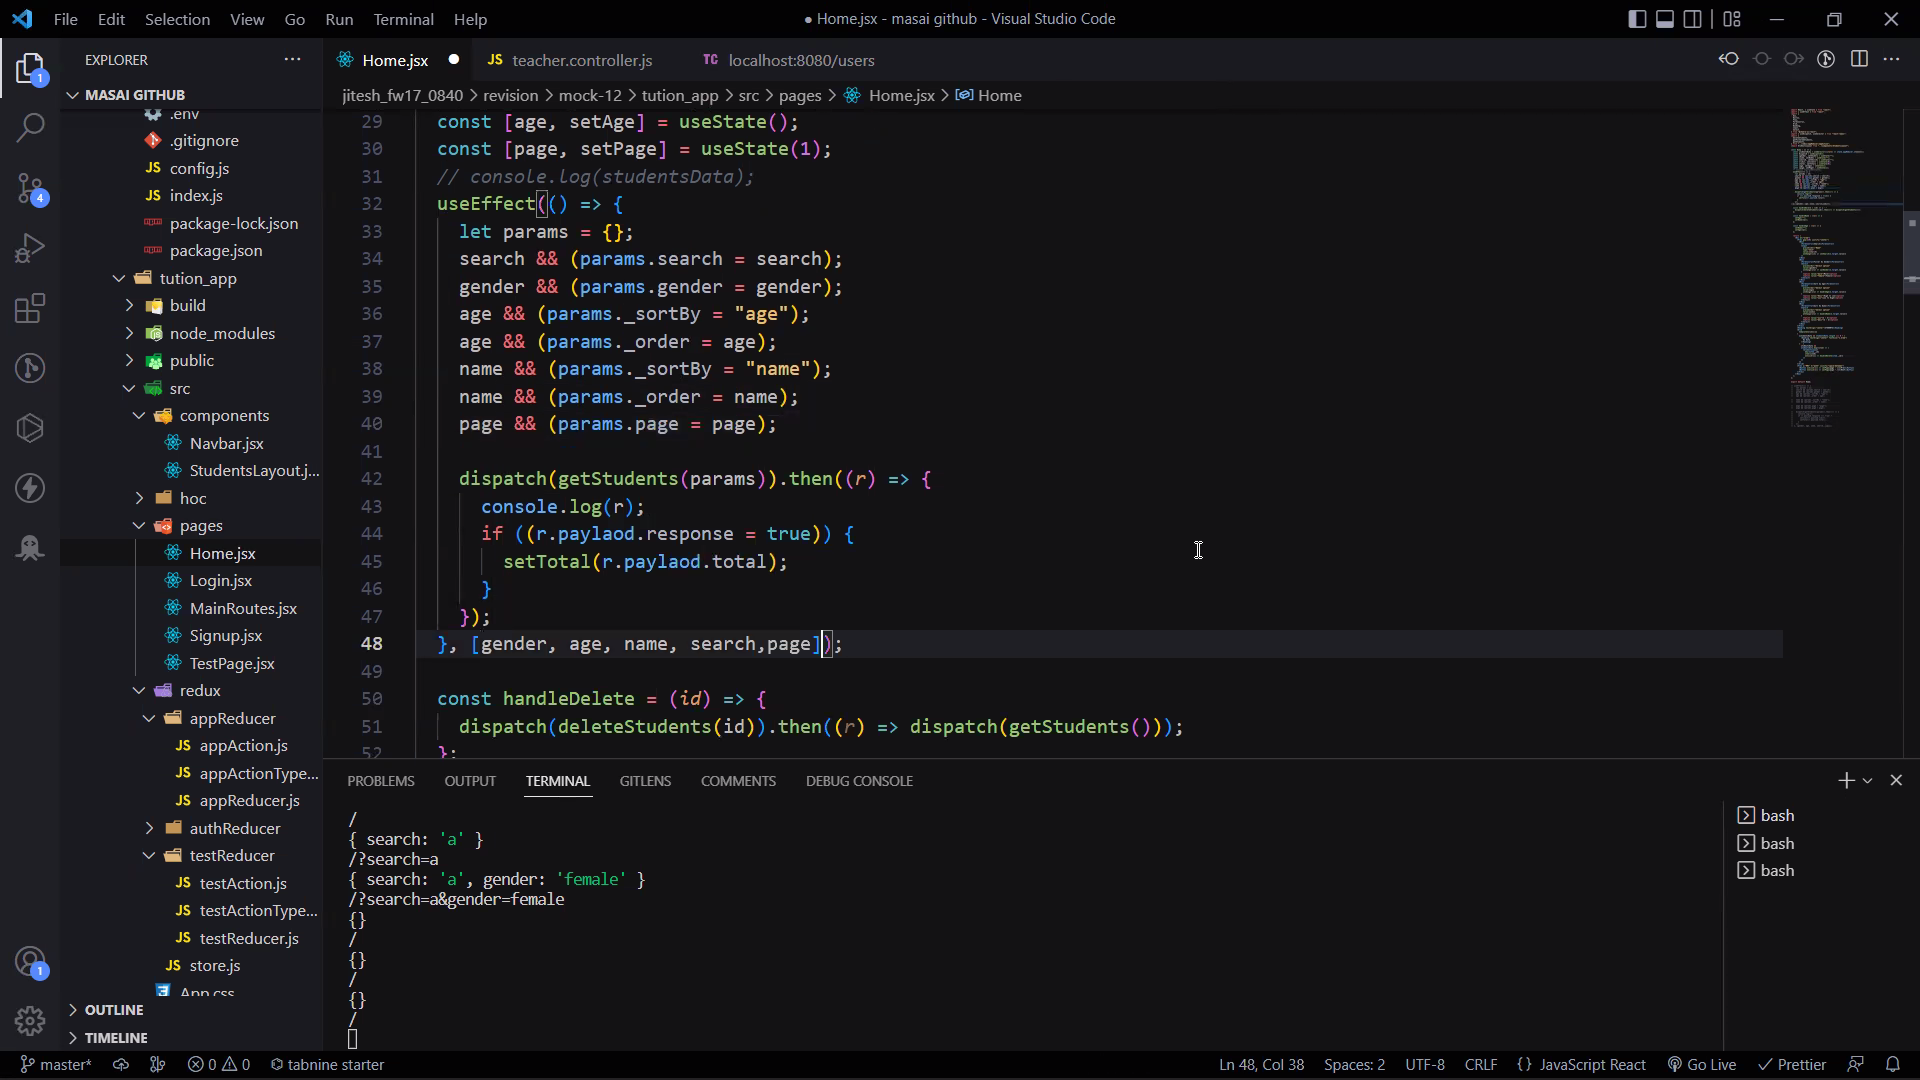 File Edit Selection View Go Run Terminal Help
● Home.jsx - masai github - Visual Studio Code
EXPLORER
MASAI GITHUB
.env
.gitignore
JS config.js
JS index.js
package-lock.json
package.json
tution_app
build
node_modules
public
src
components
Navbar.jsx
StudentsLayout.j...
hoc
pages
Home.jsx
Login.jsx
MainRoutes.jsx
Signup.jsx
TestPage.jsx
redux
appReducer
JS appAction.js
JS appActionType...
JS appReducer.js
authReducer
testReducer
JS testAction.js
JS testActionType...
JS testReducer.js
JS store.js
App.css
OUTLINE
TIMELINE
1
4
1
Home.jsx ● JS teacher.controller.js TC localhost:8080/users
jitesh_fw17_0840 > revision > mock-12 > tution_app > src > pages > Home.jsx > Home
29 const [age, setAge] = useState();
30 const [page, setPage] = useState(1);
31 // console.log(studentsData);
32 useEffect(() => {
33 let params = {};
34 search && (params.search = search);
35 gender && (params.gender = gender);
36 age && (params._sortBy = "age");
37 age && (params._order = age);
38 name && (params._sortBy = "name");
39 name && (params._order = name);
40 page && (params.page = page);
41
42 dispatch(getStudents(params)).then((r) => {
43 console.log(r);
44 if ((r.paylaod.response = true)) {
45 setTotal(r.paylaod.total);
46 }
47 });
48 }, [gender, age, name, search,page]);
49
50 const handleDelete = (id) => {
51 dispatch(deleteStudents(id)).then((r) => dispatch(getStudents()));
52 };
PROBLEMS OUTPUT TERMINAL GITLENS COMMENTS DEBUG CONSOLE
/
{ search: 'a' }
/?search=a
{ search: 'a', gender: 'female' }
/?search=a&gender=female
{}
/
{}
/
{}
/
bash
bash
bash
master* 0 0 tabnine starter Ln 48, Col 38 Spaces: 2 UTF-8 CRLF {} JavaScript React Go Live Prettier